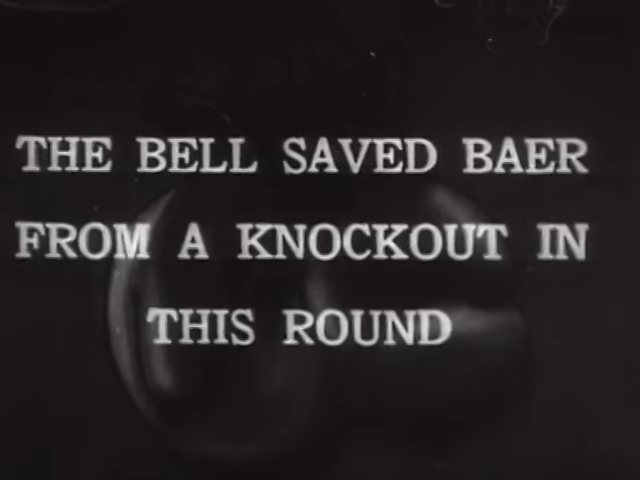 THE BELL SAVED BAER
FROM A KNOCKOUT IN
THIS ROUND